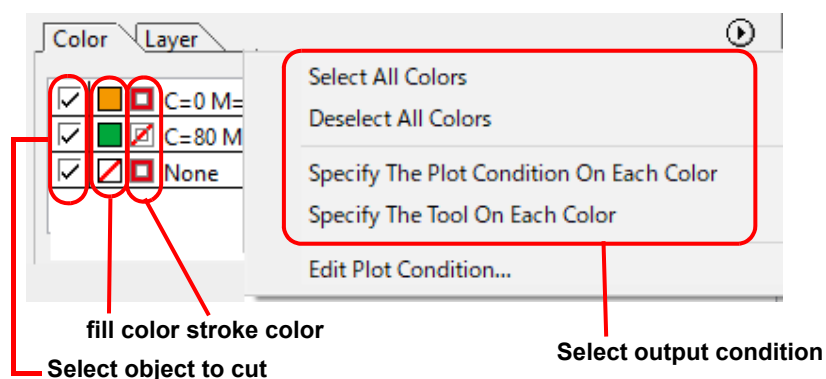 Color Layer
Select All Colors
C=0 M=
Deselect All Colors
C=80 M
None
Specify The Plot Condition On Each Color
Specify The Tool On Each Color
Edit Plot Condition...
fill color stroke color
Select output condition
Select object to cut